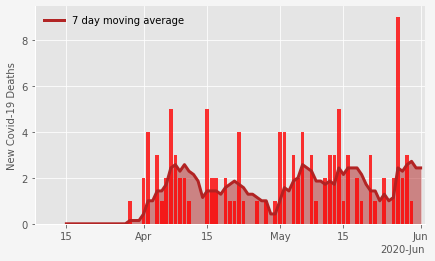 7 day moving average
New Covid-19 Deaths
8
6
4
2
0
15
Apr
15
May
15
Jun
2020-Jun